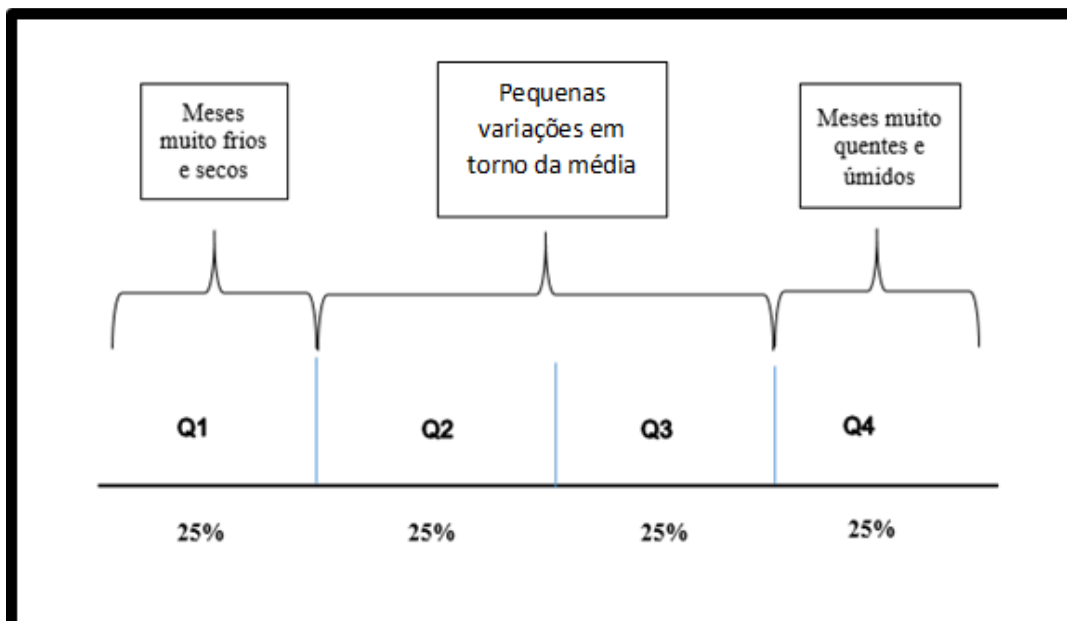 Meses
muito frios
e secos
Pequenas
variações em
torno da média
Meses muito
quentes e
úmidos
Q1
Q2
Q3
Q4
25%
25%
25%
25%